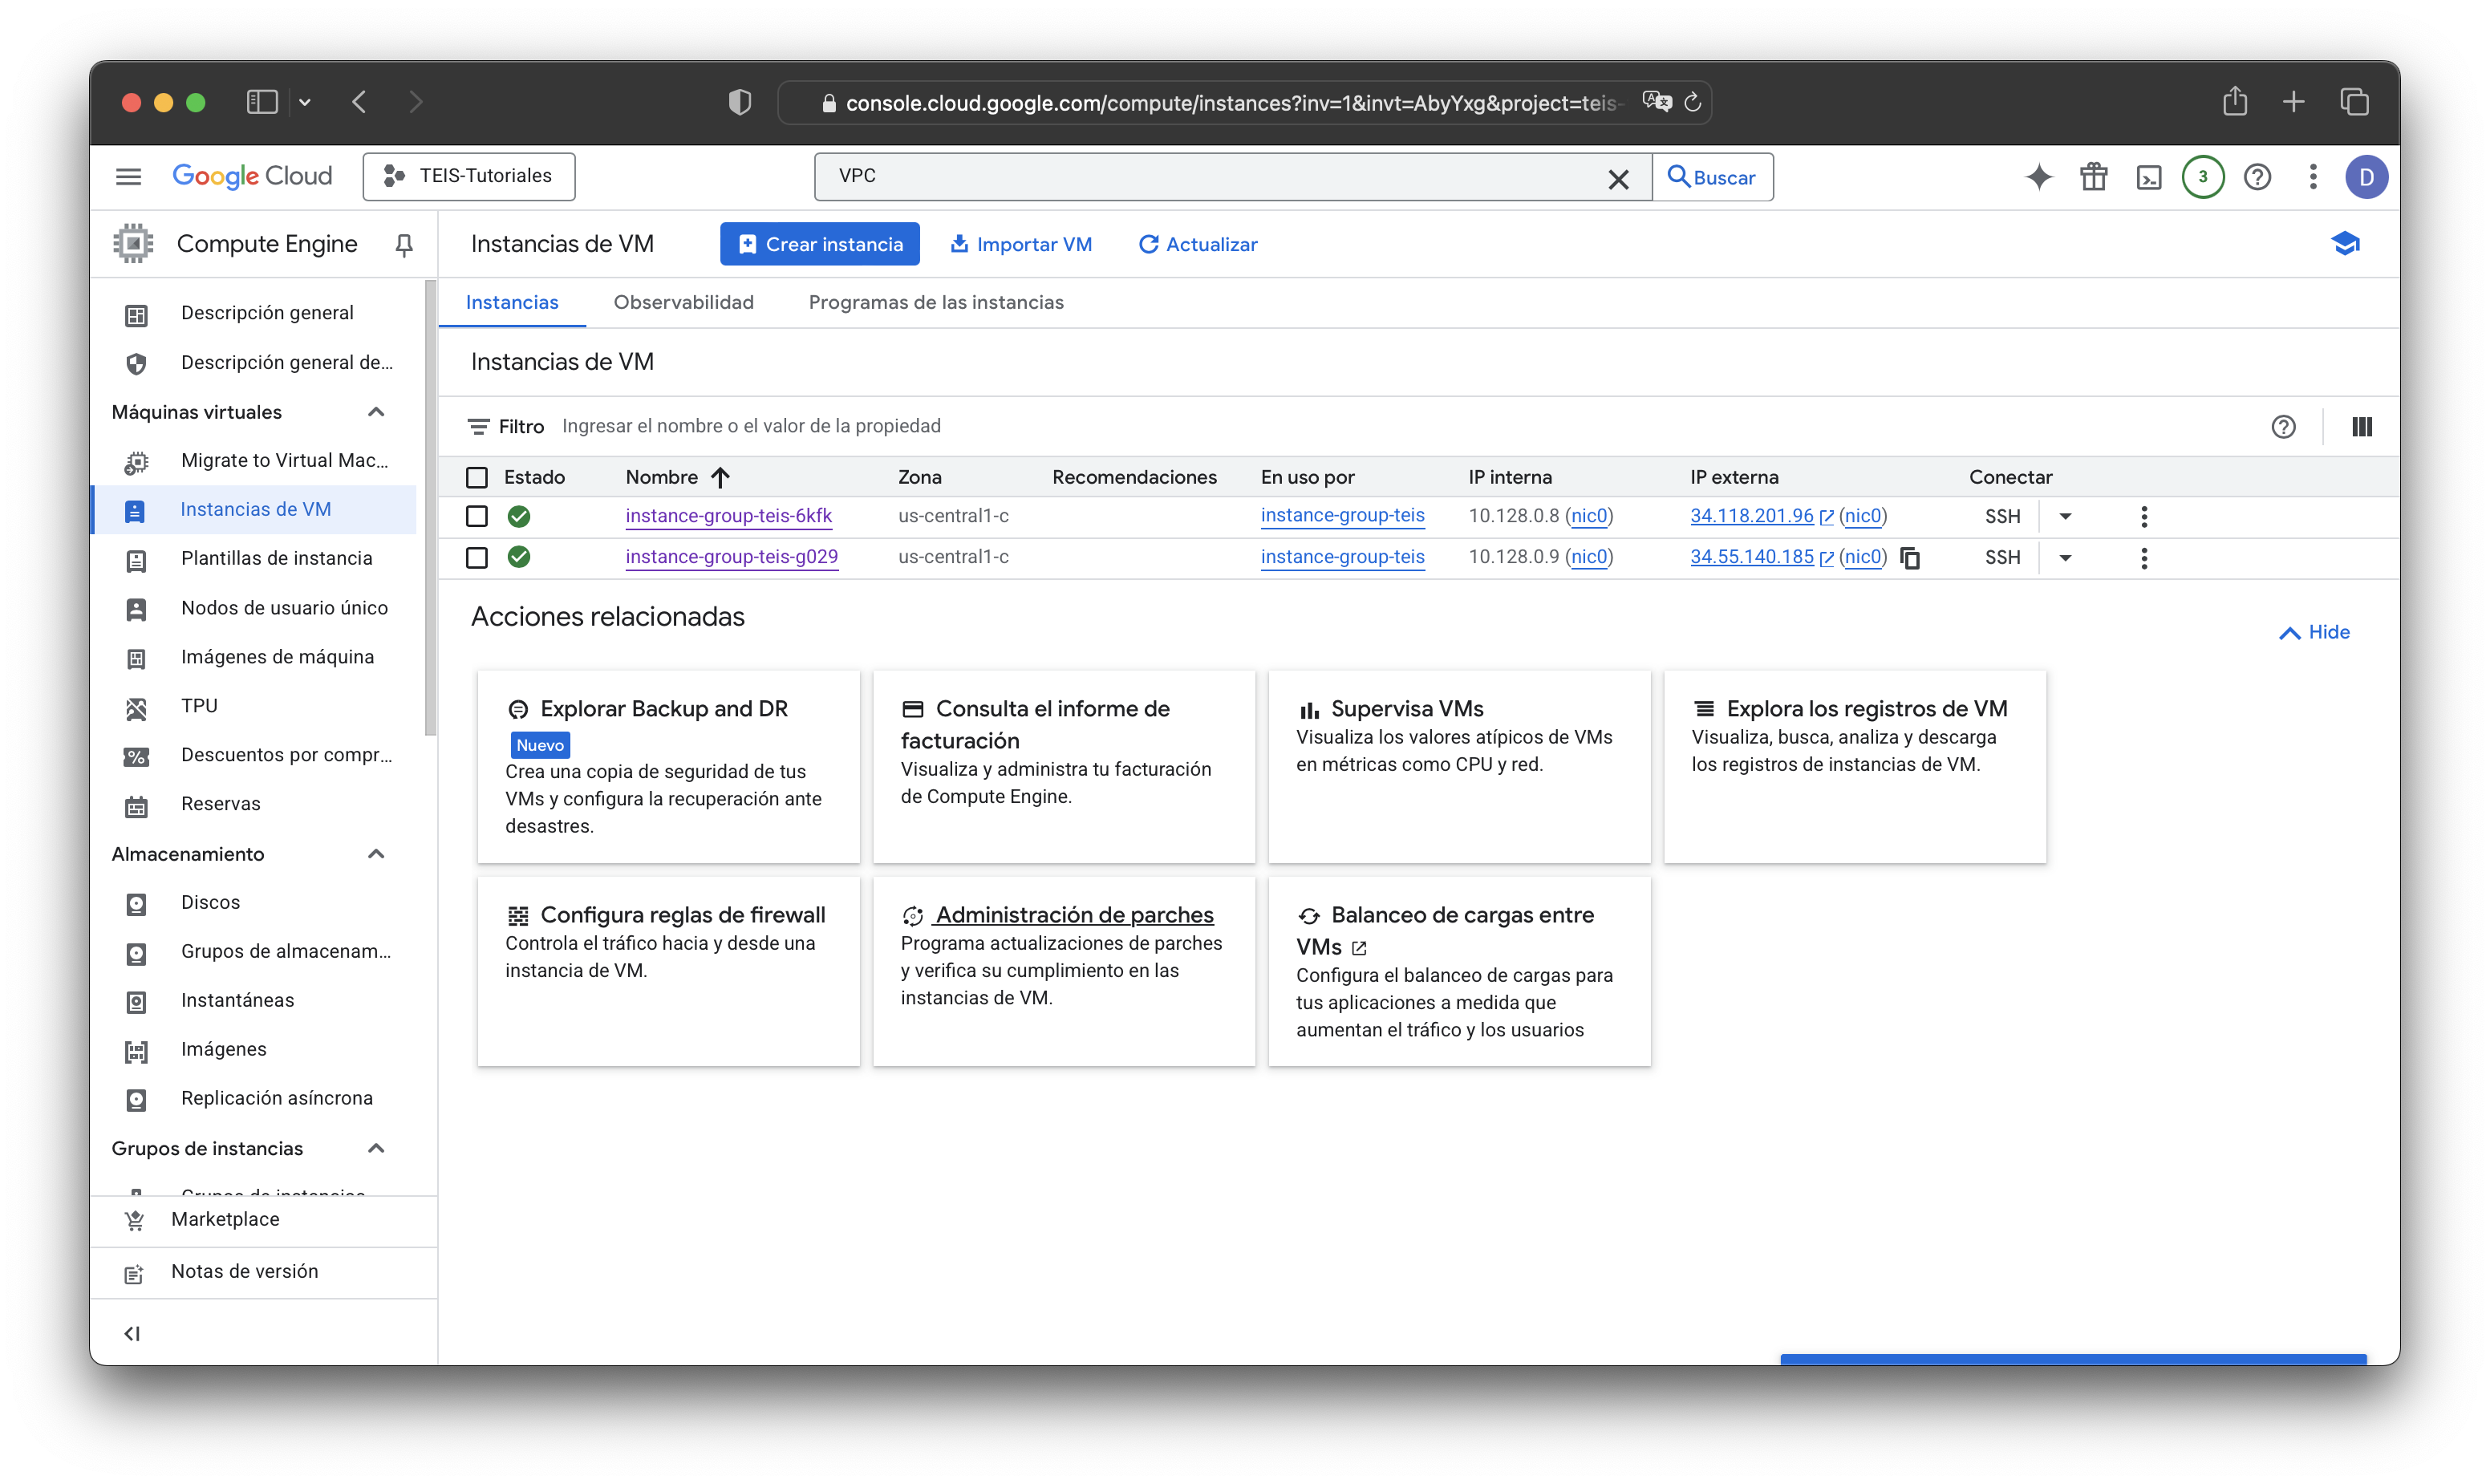 console.cloud.google.com/compute/instances?inv=1&invt=AbyYxg&project=teis-
Google Cloud
TEIS-Tutoriales
VPC
Buscar
3
D
Compute Engine
Instancias de VM
Crear instancia
Importar VM
Actualizar
Descripción general
Descripción general de...
Máquinas virtuales
Migrate to Virtual Mac...
Instancias de VM
Plantillas de instancia
Nodos de usuario único
Imágenes de máquina
TPU
Descuentos por compr...
Reservas
Almacenamiento
Discos
Grupos de almacenam...
Instantáneas
Imágenes
Replicación asíncrona
Grupos de instancias
Grupos de instancias
Marketplace
Notas de versión
Instancias
Observabilidad
Programas de las instancias
Instancias de VM
Filtro Ingresar el nombre o el valor de la propiedad
Estado Nombre Zona Recomendaciones En uso por IP interna IP externa Conectar
instance-group-teis-6kfk us-central1-c instance-group-teis 10.128.0.8 (nic0) 34.118.201.96 (nic0) SSH
instance-group-teis-g029 us-central1-c instance-group-teis 10.128.0.9 (nic0) 34.55.140.185 (nic0) SSH
Acciones relacionadas
Hide
Explorar Backup and DR
Nuevo
Crea una copia de seguridad de tus
VMs y configura la recuperación ante
desastres.
Consulta el informe de
facturación
Visualiza y administra tu facturación
de Compute Engine.
Supervisa VMs
Visualiza los valores atípicos de VMs
en métricas como CPU y red.
Explora los registros de VM
Visualiza, busca, analiza y descarga
los registros de instancias de VM.
Configura reglas de firewall
Controla el tráfico hacia y desde una
instancia de VM.
Administración de parches
Programa actualizaciones de parches
y verifica su cumplimiento en las
instancias de VM.
Balanceo de cargas entre
VMs
Configura el balanceo de cargas para
tus aplicaciones a medida que
aumentan el tráfico y los usuarios